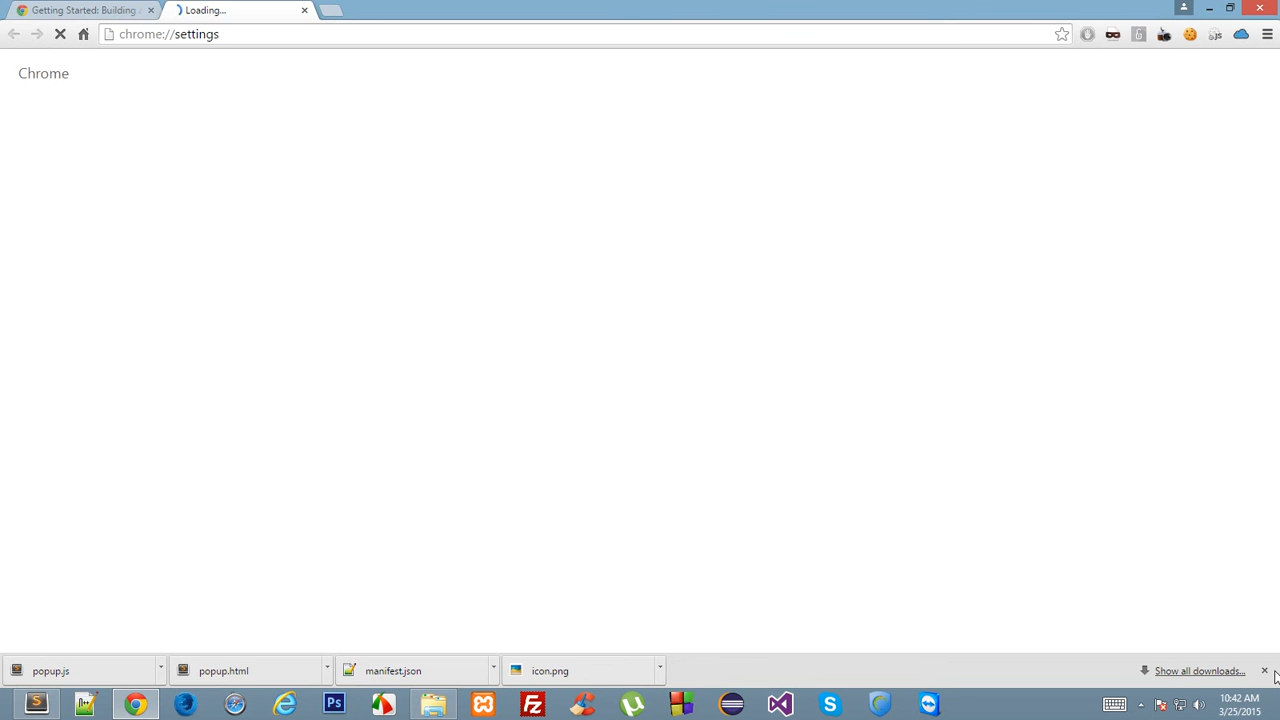 Getting Started: Building
Loading...
chrome://settings
Chrome
popup.js
popup.html
manifest.json
icon.png
Show all downloads...
10:42 AM
3/25/2015